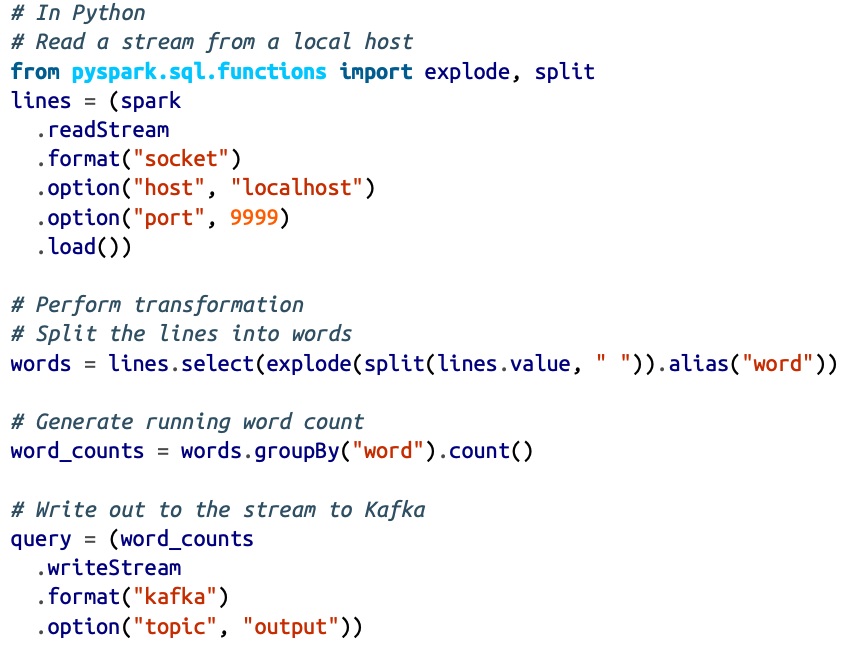 # In Python
# Read a stream from a local host
from pyspark.sql.functions import explode, split
lines = (spark
  .readStream
  .format("socket")
  .option("host", "localhost")
  .option("port", 9999)
  .load())

# Perform transformation
# Split the lines into words
words = lines.select(explode(split(lines.value, " ")).alias("word"))

# Generate running word count
word_counts = words.groupBy("word").count()

# Write out to the stream to Kafka
query = (word_counts
  .writeStream
  .format("kafka")
  .option("topic", "output"))